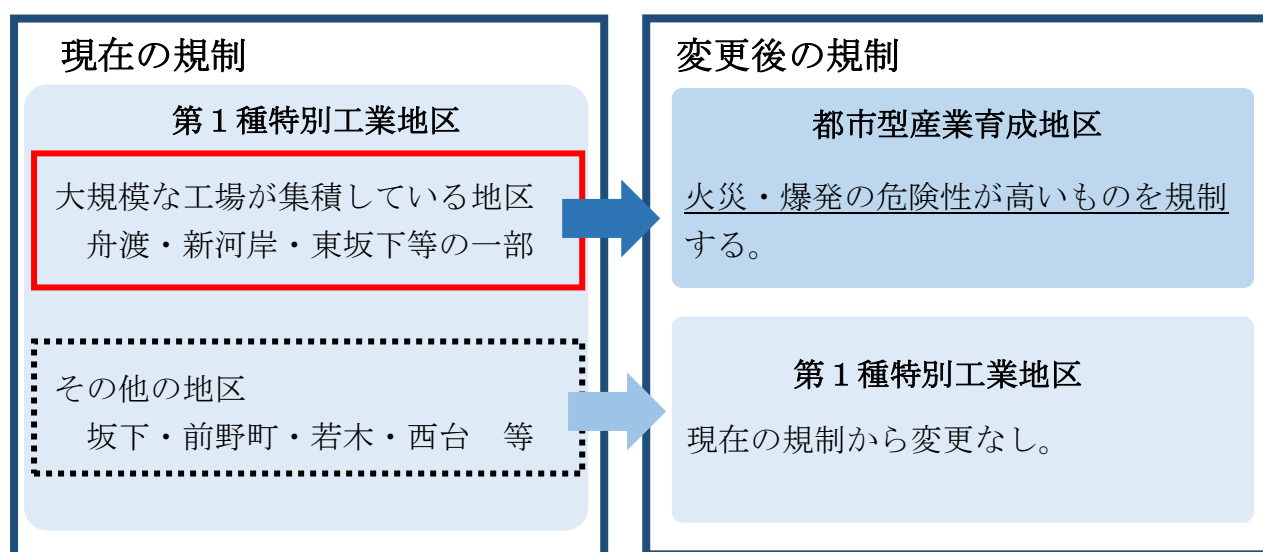 現在の規制
第１種特別工業地区
大規模な工場が集積している地区
舟渡・新河岸・東坂下等の一部
その他の地区
坂下・前野町・若木・西台　等
変更後の規制
都市型産業育成地区
火災・爆発の危険性が高いものを規制
する。
第１種特別工業地区
現在の規制から変更なし。